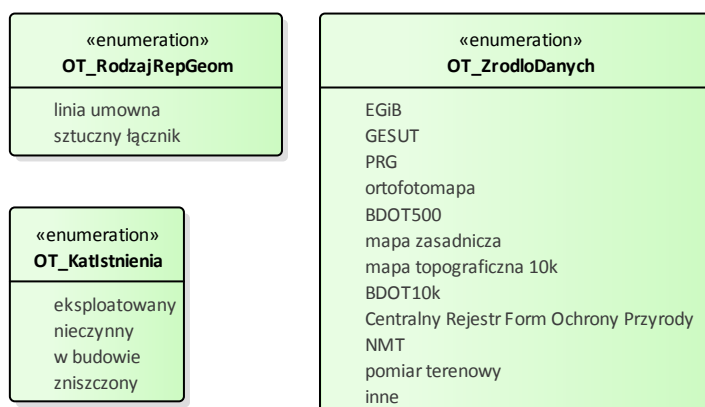 «enumeration»
OT_RodzajRepGeom
linia umowna
sztuczny łącznik
«enumeration»
OT_KatIstnienia
eksploatowany
nieczynny
w budowie
zniszczony
«enumeration»
OT_ZrodloDanych
EGiB
GESUT
PRG
ortofotomapa
BDOT500
mapa zasadnicza
mapa topograficzna 10k
BDOT10k
Centralny Rejestr Form Ochrony Przyrody
NMT
pomiar terenowy
inne